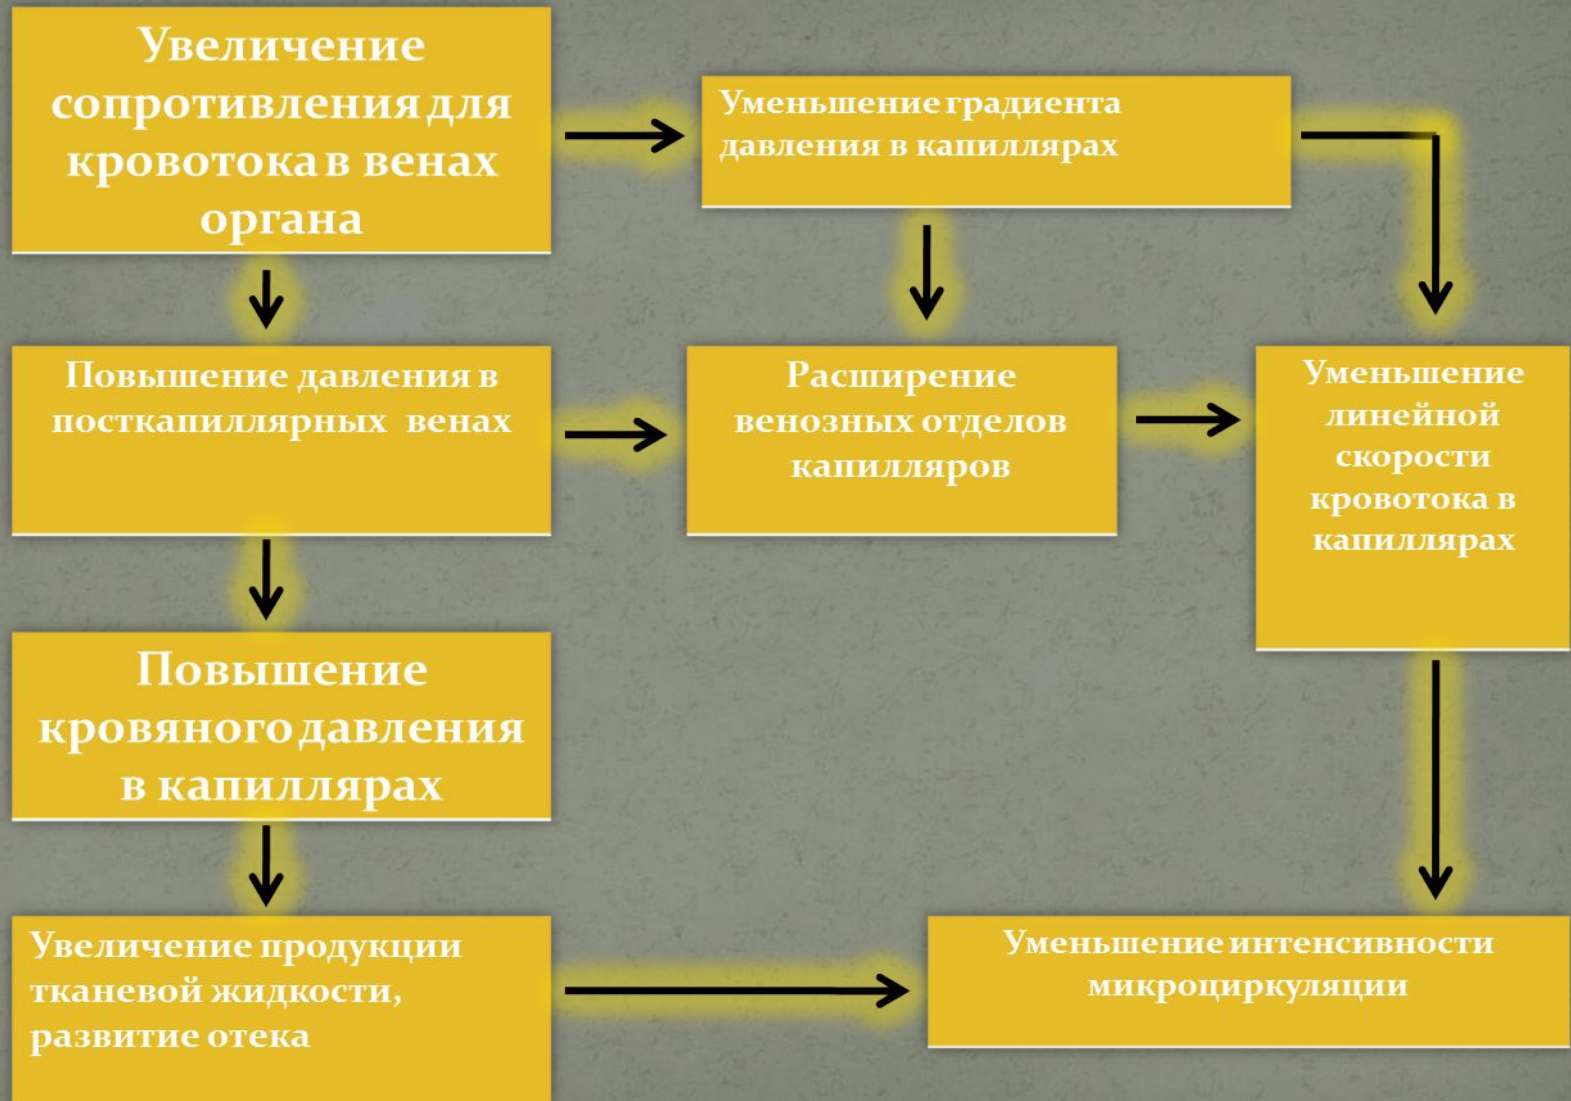 Увеличение
сопротивления для
кровотока в венах
органа
Уменьшение градиента
давления в капиллярах
Повышение давления в
посткапиллярных венах
Расширение
венозных отделов
капилляров
Уменьшение
линейной
скорости
кровотока в
капиллярах
Повышение
кровяного давления
в капиллярах
Увеличение продукции
тканевой жидкости,
развитие отека
Уменьшение интенсивности
микроциркуляции